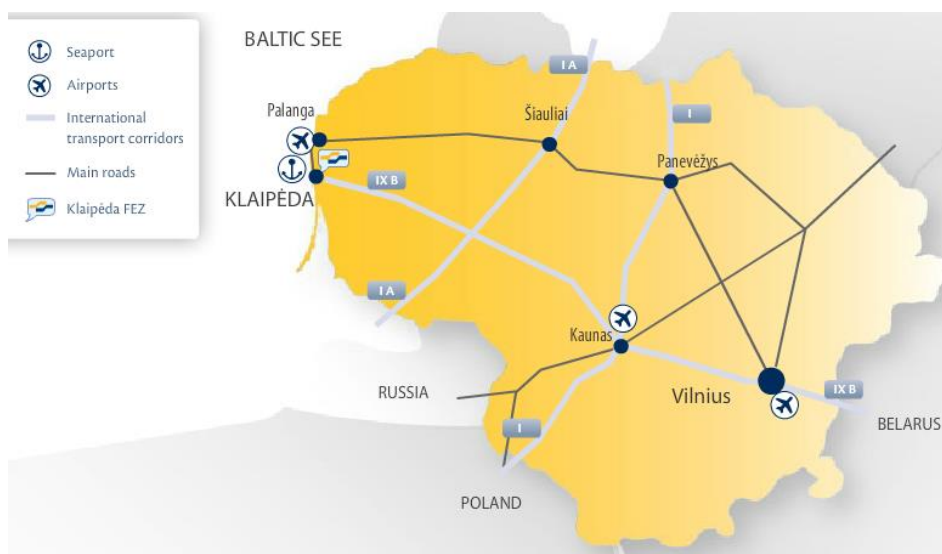 Seaport
Airports
International
transport corridors
Main roads
Klaipėda FEZ
BALTIC SEE
I A
Palanga
Šiauliai
I
Panevėžys
IX B
KLAIPĖDA
I A
Kaunas
RUSSIA
Vilnius
IX B
BELARUS
I
POLAND